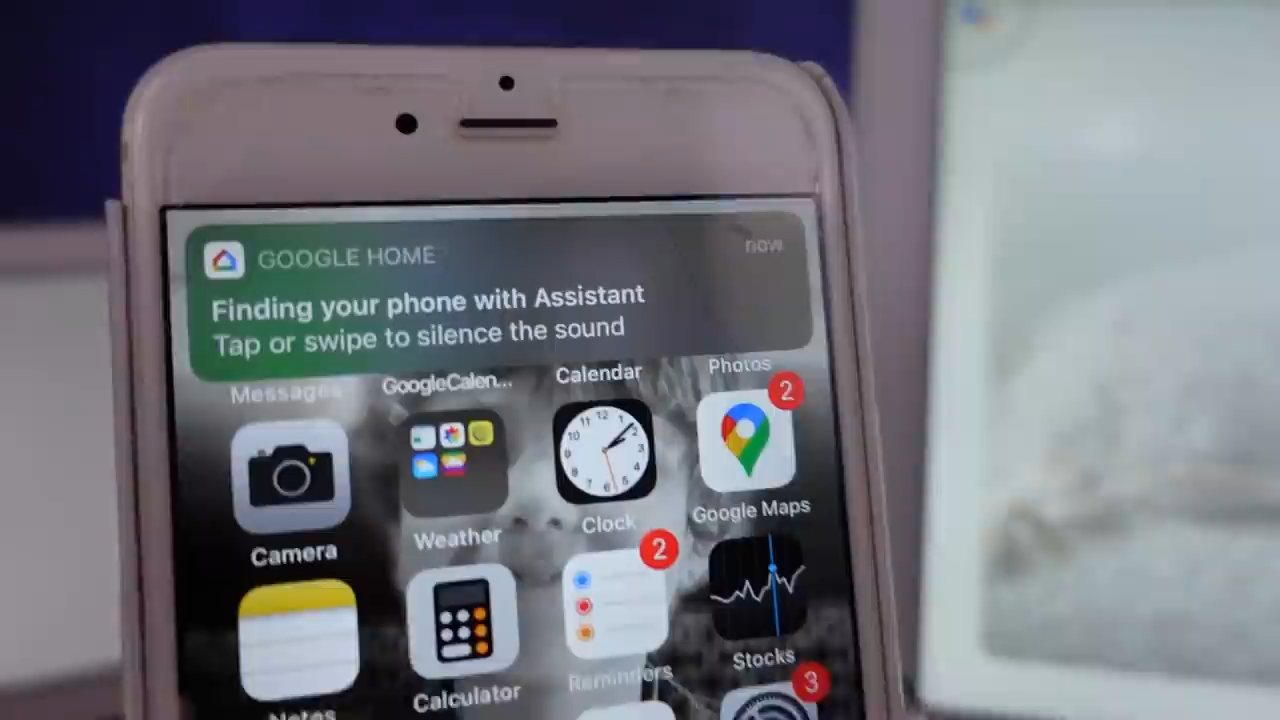 GOOGLE HOME
now
Finding your phone with Assistant
Tap or swipe to silence the sound
Messages
GoogleCalen...
Calendar
Photos
2
Camera
Weather
Clock
Google Maps
2
Calculator
Reminders
Stocks
3
Notes